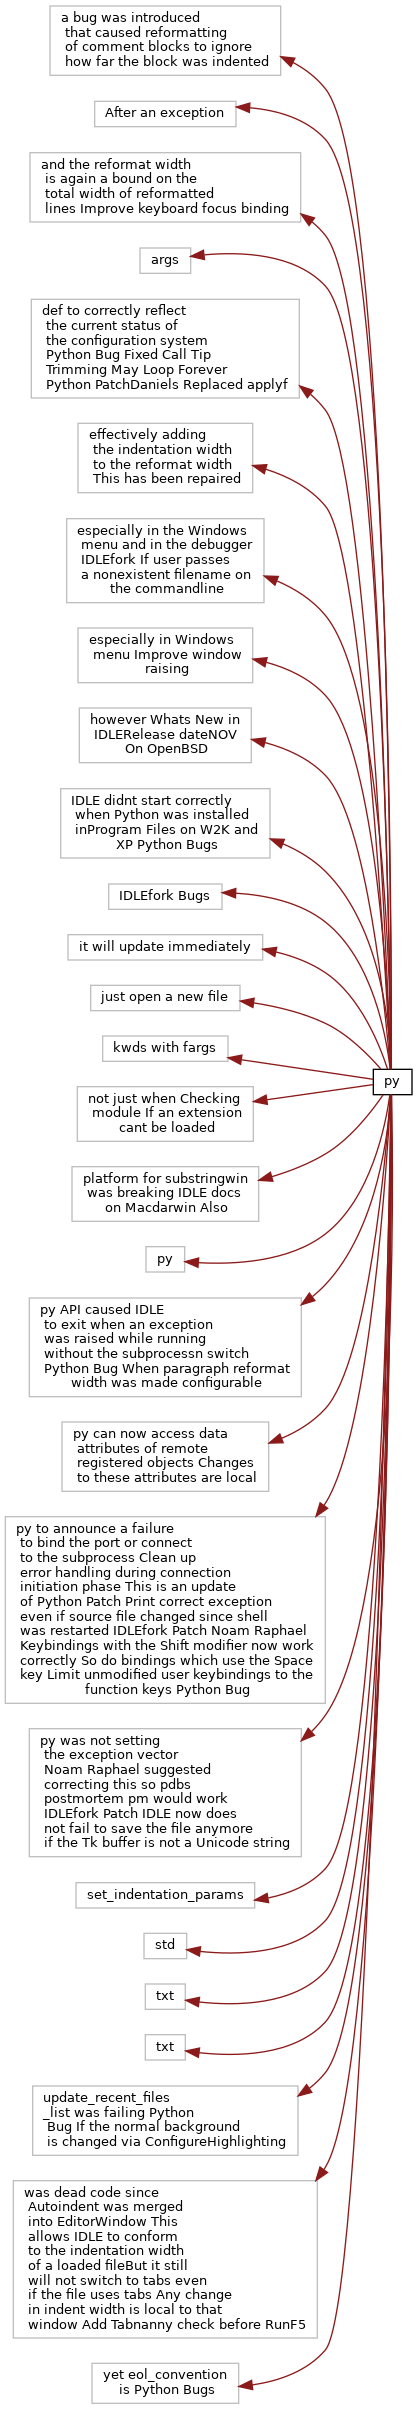 a bug was introduced
that caused reformatting
of comment blocks to ignore
how far the block was indented
After an exception
and the reformat width
is again a bound on the
total width of reformatted
lines Improve keyboard focus binding
args
def to correctly reflect
the current status of
the configuration system
Python Bug Fixed Call Tip
Trimming May Loop Forever
Python PatchDaniels Replaced applyf
effectively adding
the indentation width
to the reformat width
This has been repaired
especially in the Windows
menu and in the debugger
IDLEfork If user passes
a nonexistent filename on
the commandline
especially in Windows
menu Improve window
raising
however Whats New in
IDLERelease dateNOV
On OpenBSD
IDLE didnt start correctly
when Python was installed
inProgram Files on W2K and
XP Python Bugs
IDLEfork Bugs
it will update immediately
just open a new file
kwds with fargs
py
not just when Checking
module If an extension
cant be loaded
platform for substringwin
was breaking IDLE docs
on Macdarwin Also
py
py API caused IDLE
to exit when an exception
was raised while running
without the subprocessn switch
Python Bug When paragraph reformat
width was made configurable
py can now access data
attributes of remote
registered objects Changes
to these attributes are local
py to announce a failure
to bind the port or connect
to the subprocess Clean up
error handling during connection
initiation phase This is an update
of Python Patch Print correct exception
even if source file changed since shell
was restarted IDLEfork Patch Noam Raphael
Keybindings with the Shift modifier now work
correctly So do bindings which use the Space
key Limit unmodified user keybindings to the
function keys Python Bug
py was not setting
the exception vector
Noam Raphael suggested
correcting this so pdbs
postmortem pm would work
IDLEfork Patch IDLE now does
not fail to save the file anymore
if the Tk buffer is not a Unicode string
set_indentation_params
std
txt
txt
update_recent_files
_list was failing Python
Bug If the normal background
is changed via ConfigureHighlighting
was dead code since
Autoindent was merged
into EditorWindow This
allows IDLE to conform
to the indentation width
of a loaded fileBut it still
will not switch to tabs even
if the file uses tabs Any change
in indent width is local to that
window Add Tabnanny check before RunF5
yet eol_convention
is Python Bugs